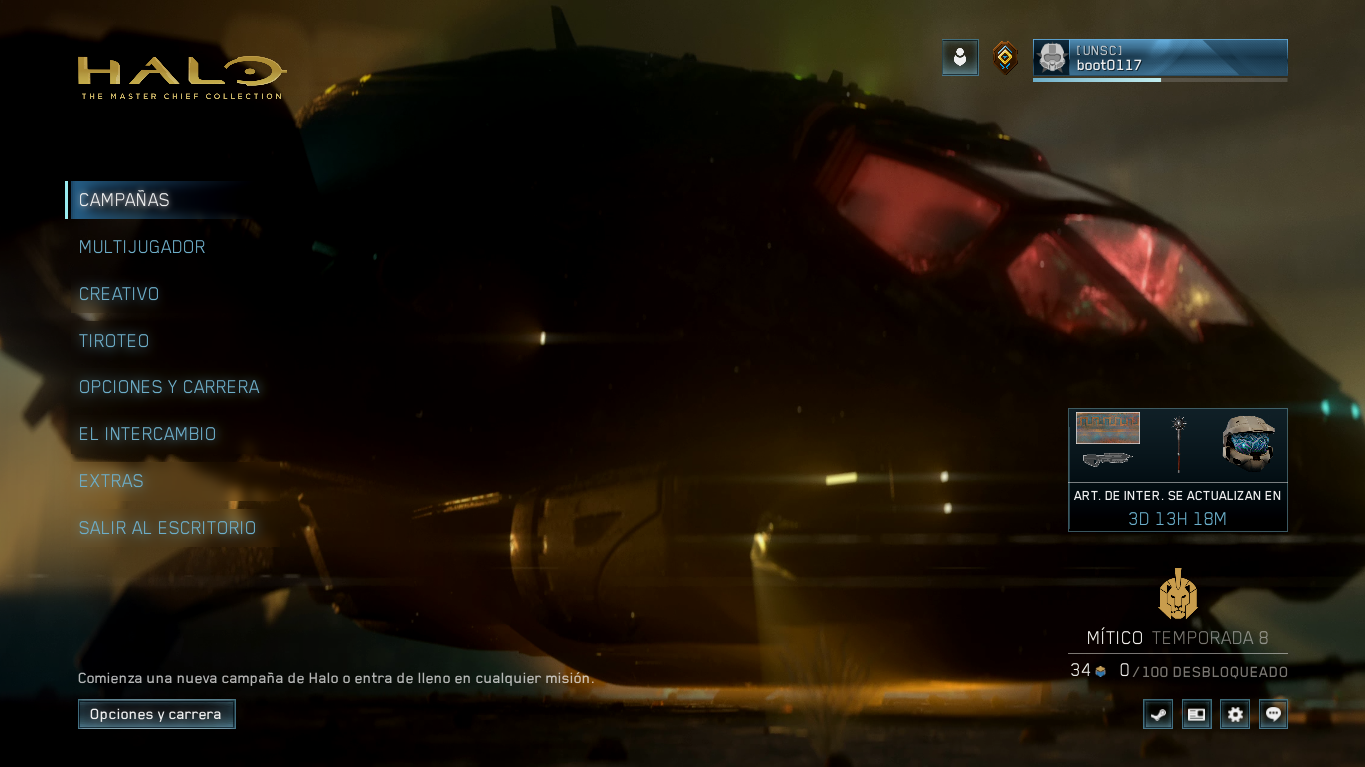 HALO
THE MASTER CHIEF COLLECTION
[UNSC]
boot0117
CAMPAÑAS
MULTIJUGADOR
CREATIVO
TIROTEO
OPCIONES Y CARRERA
EL INTERCAMBIO
EXTRAS
SALIR AL ESCRITORIO
ART. DE INTER. SE ACTUALIZAN EN
3D 13H 18M
MÍTICO TEMPORADA 8
34 0/100 DESBLOQUEADO
Comienza una nueva campaña de Halo o entra de lleno en cualquier misión.
Opciones y carrera